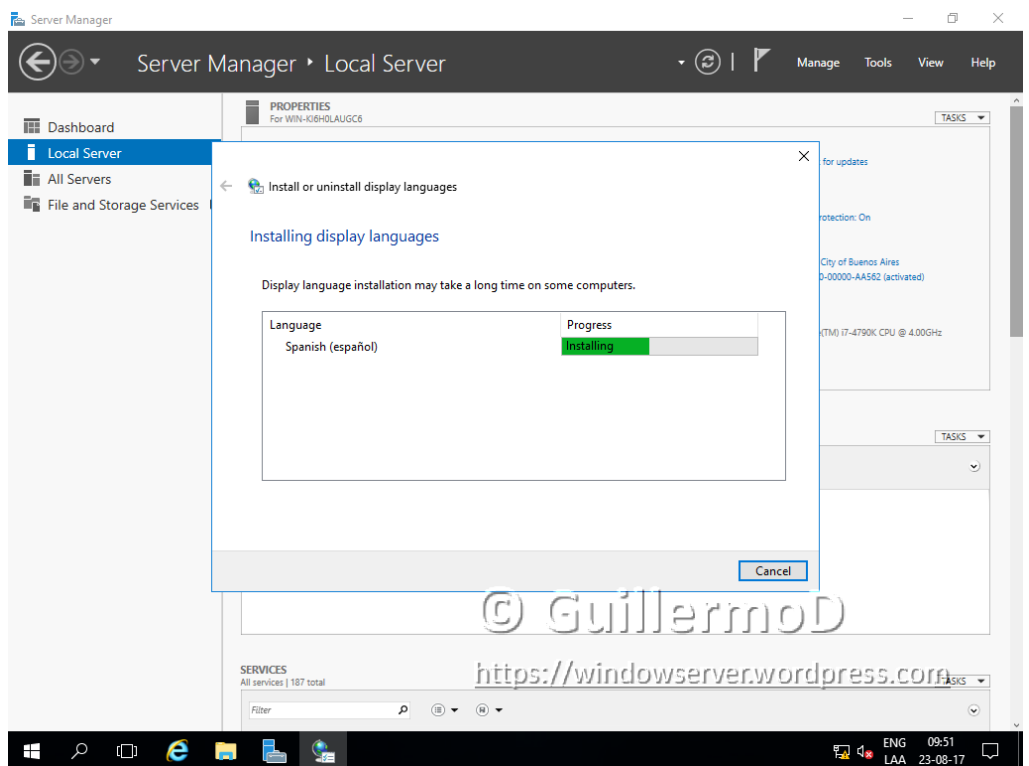 Server Manager
Server Manager • Local Server
Manage Tools View Help
Dashboard
Local Server
All Servers
File and Storage Services
PROPERTIES
For WIN-KI6H0LAUGC6
TASKS
for updates
rotection: On
City of Buenos Aires
0-00000-AA562 (activated)
(TM) i7-4790K CPU @ 4.00GHz
Install or uninstall display languages
Installing display languages
Display language installation may take a long time on some computers.
Language Progress
Spanish (español) Installing
Cancel
TASKS
© GuillermoD
https://windowserver.wordpress.com
SERVICES
All services | 187 total
TASKS
Filter
ENG 09:51
LAA 23-08-17